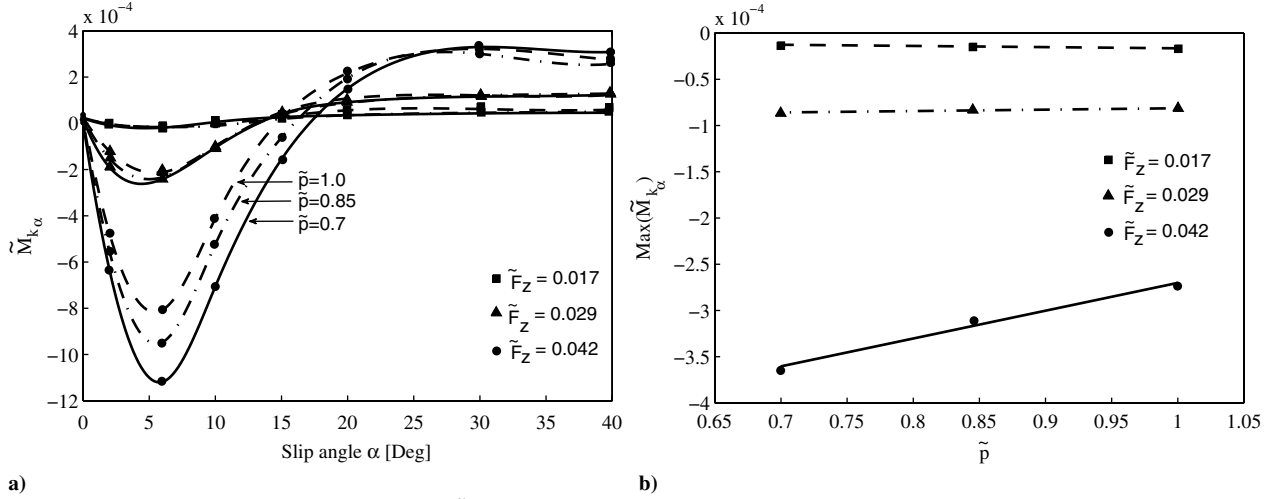 x 10⁻⁴
4
2
0
−2
−4
−6
−8
−10
−12
0 5 10 15 20 25 30 35 40
M̃kα
Slip angle α [Deg]
p̃=1.0
p̃=0.85
p̃=0.7
F̃z = 0.017
F̃z = 0.029
F̃z = 0.042
a)
x 10⁻⁴
0
−0.5
−1
−1.5
−2
−2.5
−3
−3.5
−4
0.65 0.7 0.75 0.8 0.85 0.9 0.95 1 1.05
Max(M̃kα)
p̃
F̃z = 0.017
F̃z = 0.029
F̃z = 0.042
b)